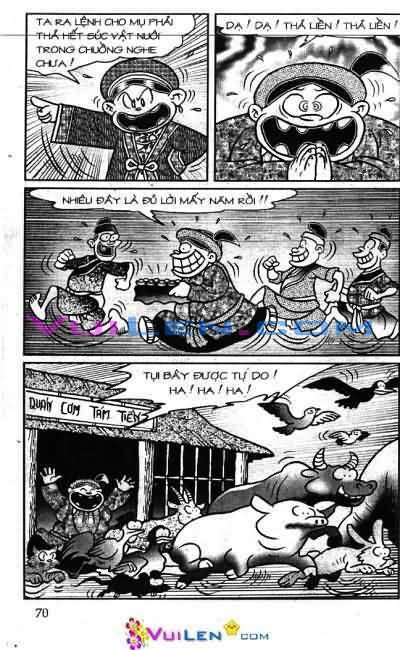 TA RA LỆNH CHO MỤ PHẢI
THẢ HẾT SÚC VẬT NUÔI
TRONG CHUỒNG NGHE
CHƯA!
DẠ! DẠ! THẢ LIỀN! THẢ LIỀN!
NHIÊU ĐÂY LÀ ĐỦ LỜI MẤY NĂM RỒI!!
VUILEN.COM
TỤI BÂY ĐƯỢC TỰ DO!
HA! HA! HA!
QUÁN CƠM TÁM TIỀN
70
VUILEN.COM